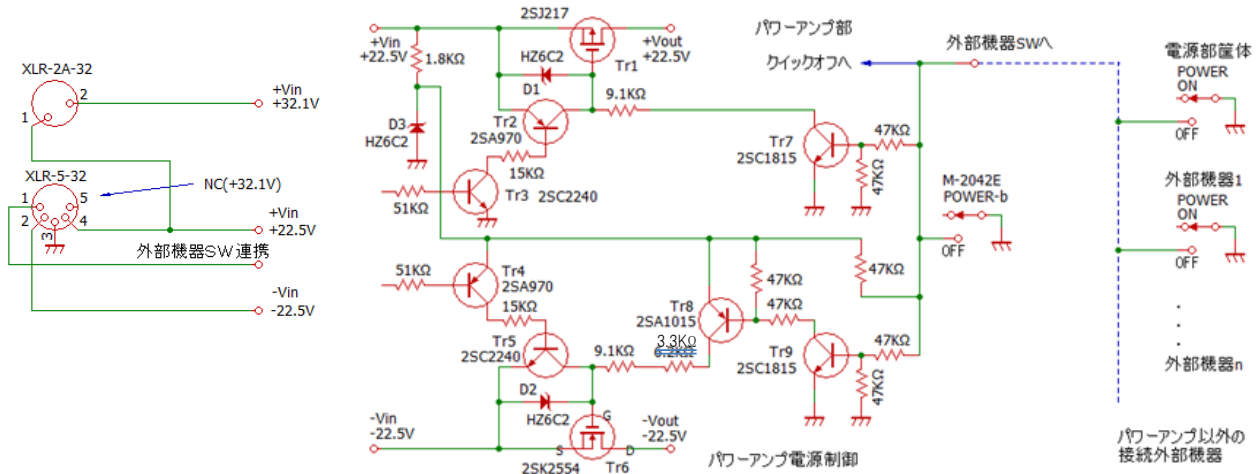 XLR-2A-32
2
+Vin
+32.1V
1
XLR-5-32
NC(+32.1V)
1
5
2
3
4
+Vin
+22.5V
外部機器SW連携
-Vin
-22.5V
2SJ217
+Vin
+22.5V
1.8KΩ
HZ6C2
D1
Tr1
+Vout
+22.5V
パワーアンプ部
クイックオフへ
外部機器SWへ
D3
HZ6C2
Tr2
2SA970
9.1KΩ
15KΩ
Tr3
2SC2240
51KΩ
Tr7
2SC1815
47KΩ
47KΩ
M-2042E
POWER-b
OFF
電源部筐体
POWER
ON
OFF
外部機器1
POWER
ON
OFF
外部機器n
51KΩ
Tr4
2SA970
15KΩ
Tr5
2SC2240
9.1KΩ
3.3KΩ
Tr8
2SA1015
47KΩ
47KΩ
47KΩ
Tr9
2SC1815
47KΩ
47KΩ
D2
HZ6C2
G
S
D
-Vin
-22.5V
-Vout
-22.5V
2SK2554
Tr6
パワーアンプ電源制御
パワーアンプ以外の
接続外部機器